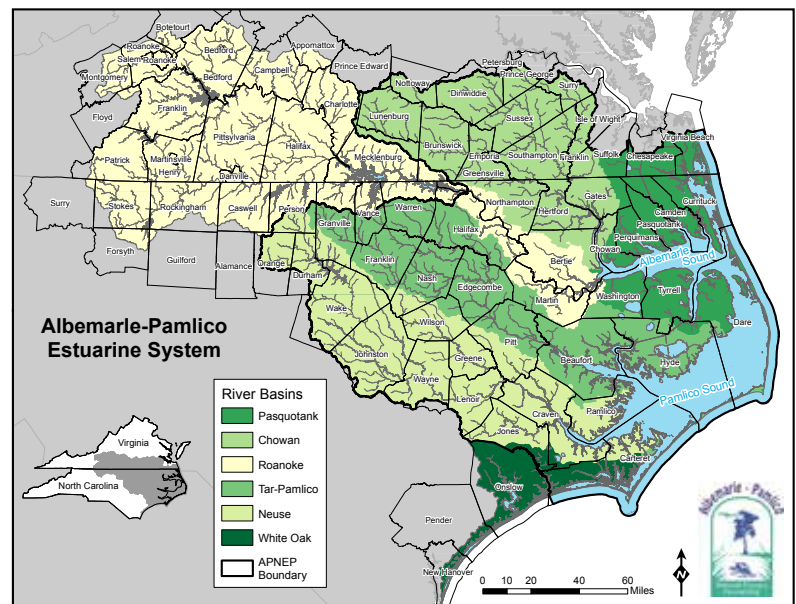 Botetourt
Roanoke
Salem Roanoke
Montgomery
Bedford
Bedford
Appomattox
Campbell
Prince Edward
Charlotte
Floyd
Franklin
Pittsylvania
Halifax
Patrick
Martinsville
Henry
Danville
Mecklenburg
Nottoway
Lunenburg
Petersburg
Prince George
Dinwiddie
Surry
Sussex
Isle of Wight
Brunswick
Emporia
Greensville
Southampton
Franklin
Suffolk
Chesapeake
Virginia Beach
Surry
Stokes
Rockingham
Caswell
Person
Forsyth
Guilford
Alamance
Orange
Durham
Granville
Vance
Warren
Franklin
Halifax
Northampton
Hertford
Gates
Currituck
Camden
Pasquotank
Perquimans
Chowan
Bertie
Albemarle
Sound
Nash
Edgecombe
Martin
Washington
Tyrrell
Dare
Wake
Wilson
Pitt
Beaufort
Hyde
Johnston
Greene
Wayne
Lenoir
Craven
Pamlico
Pamlico Sound
Jones
Carteret
Onslow
Pender
New Hanover
Albemarle-Pamlico
Estuarine System
River Basins
Pasquotank
Chowan
Roanoke
Tar-Pamlico
Neuse
White Oak
APNEP
Boundary
Virginia
North Carolina
0 10 20 40 60
Miles
N
Albemarle - Pamlico